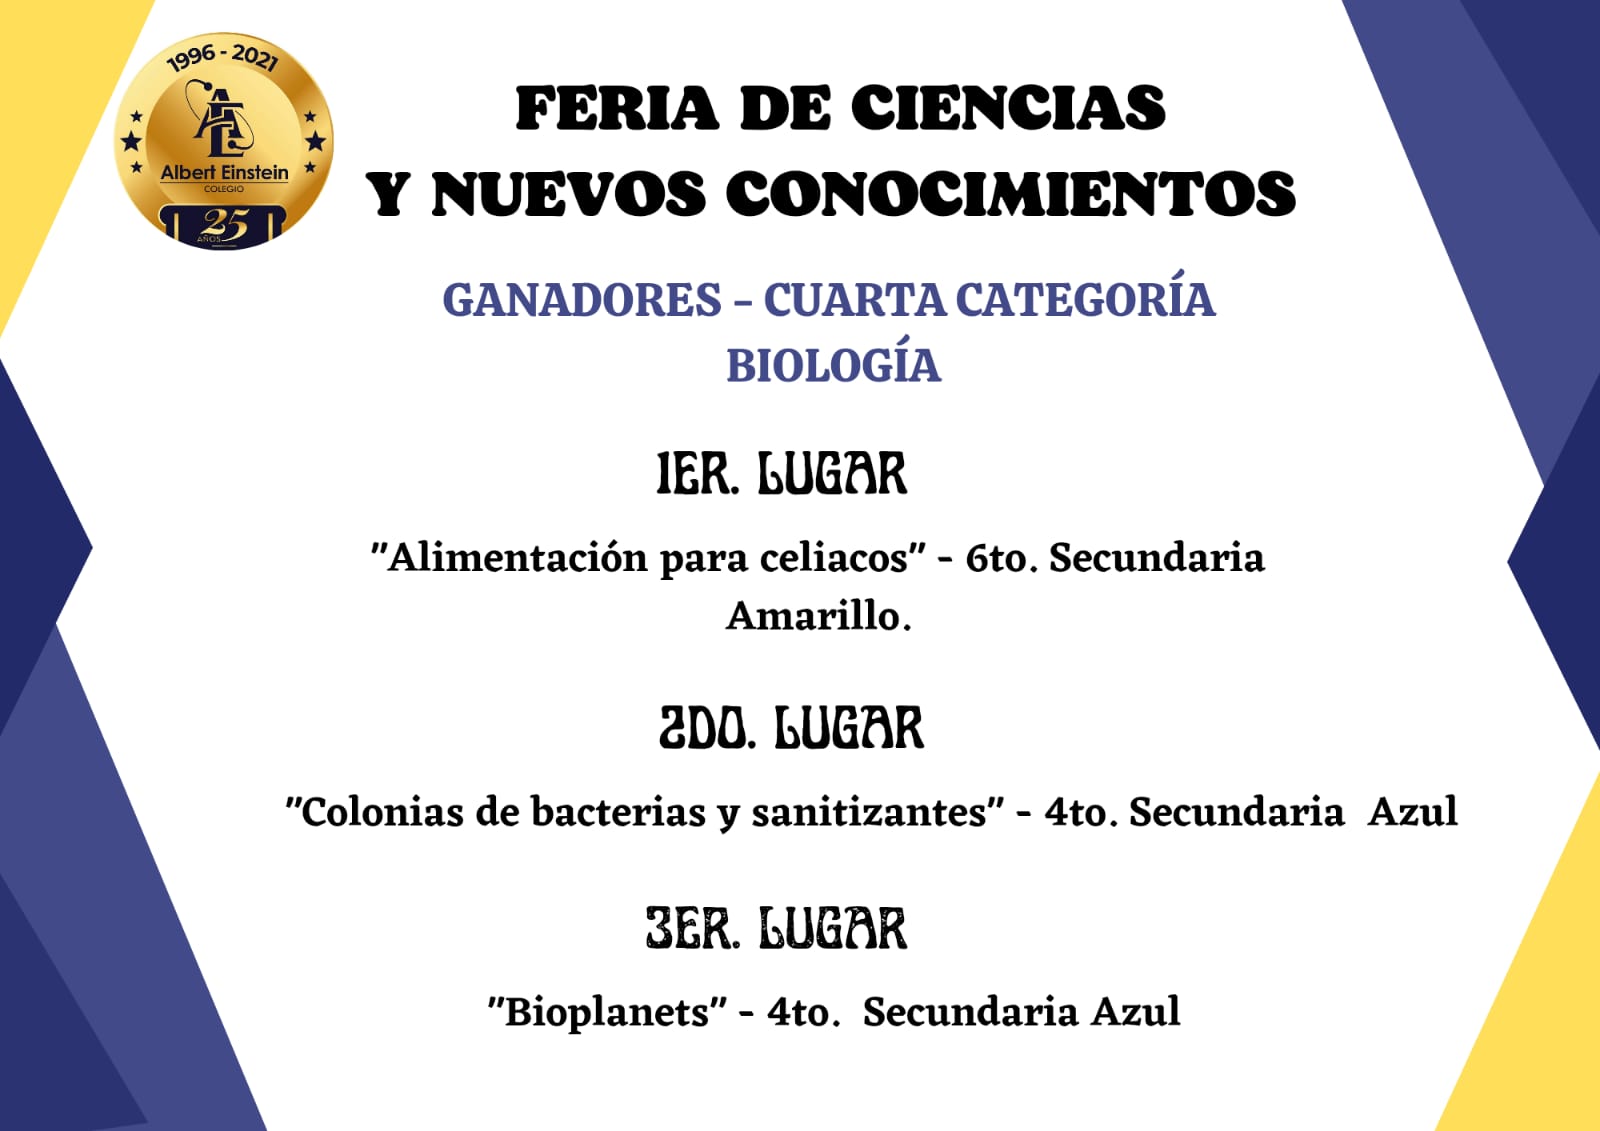 1996 - 2021
AE
Albert Einstein
COLEGIO
25
AÑOS
FERIA DE CIENCIAS
Y NUEVOS CONOCIMIENTOS
GANADORES - CUARTA CATEGORÍA
BIOLOGÍA
1ER. LUGAR
"Alimentación para celiacos" - 6to. Secundaria
Amarillo.
2DO. LUGAR
"Colonias de bacterias y sanitizantes" - 4to. Secundaria Azul
3ER. LUGAR
"Bioplanets" - 4to. Secundaria Azul